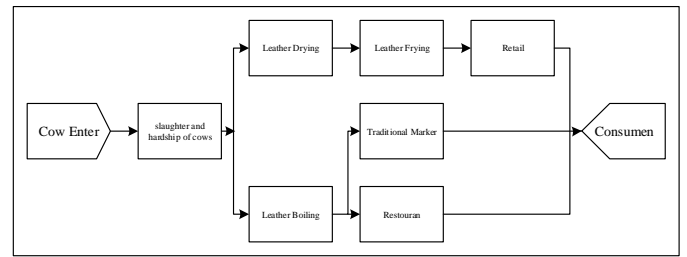 Leather Drying
Leather Frying
Retail
Cow Enter
slaughter and
hardship of cows
Traditional Marker
Consumen
Leather Boiling
Restouran